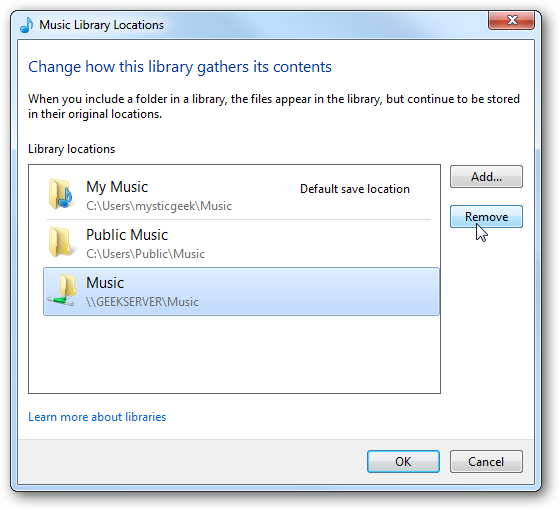 Music Library Locations
Change how this library gathers its contents
When you include a folder in a library, the files appear in the library, but continue to be stored
in their original locations.
Library locations
My Music Default save location
C:\Users\mysticgeek\Music
Public Music
C:\Users\Public\Music
Music
\\GEEKSERVER\Music
Add...
Remove
Learn more about libraries
OK Cancel